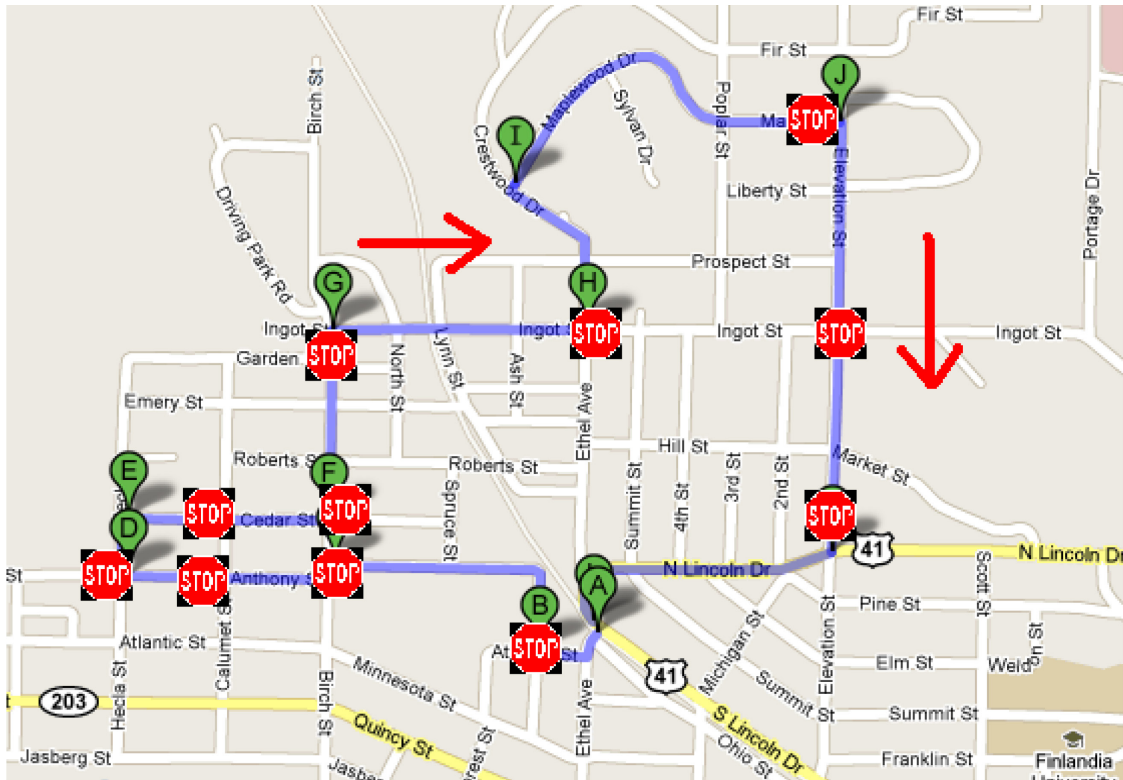 Fir St
Fir St
Birch St
Maplewood Dr
Sylvan Dr
Poplar St
J
Ma
STOP
I
Crestwood Dr
Liberty St
Elevation St
Portage Dr
Driving Park Rd
Prospect St
G
H
Ingot St
Ingot S
Ingot St
Ingot St
STOP
STOP
STOP
Garden
North St
Lynn St
Ash St
Emery St
Ethel Ave
Hill St
Market St
Roberts S
Roberts St
Spruce St
Summit St
4th St
3rd St
2nd St
E
F
STOP
Cedar St
STOP
STOP
D
STOP
Anthony S
STOP
STOP
St
A
N Lincoln Dr
41
N Lincoln Dr
B
STOP
At
St
Scott St
Pine St
Atlantic St
Calumet St
Minnesota St
Michigan St
Elevation St
Elm St
Weldon St
41
203
Hecla St
Birch St
Quincy St
Ethel Ave
S Lincoln Dr
Summit St
Summit St
Ohio St
Jasberg St
Jasbe
rest St
Franklin St
Finlandia
University